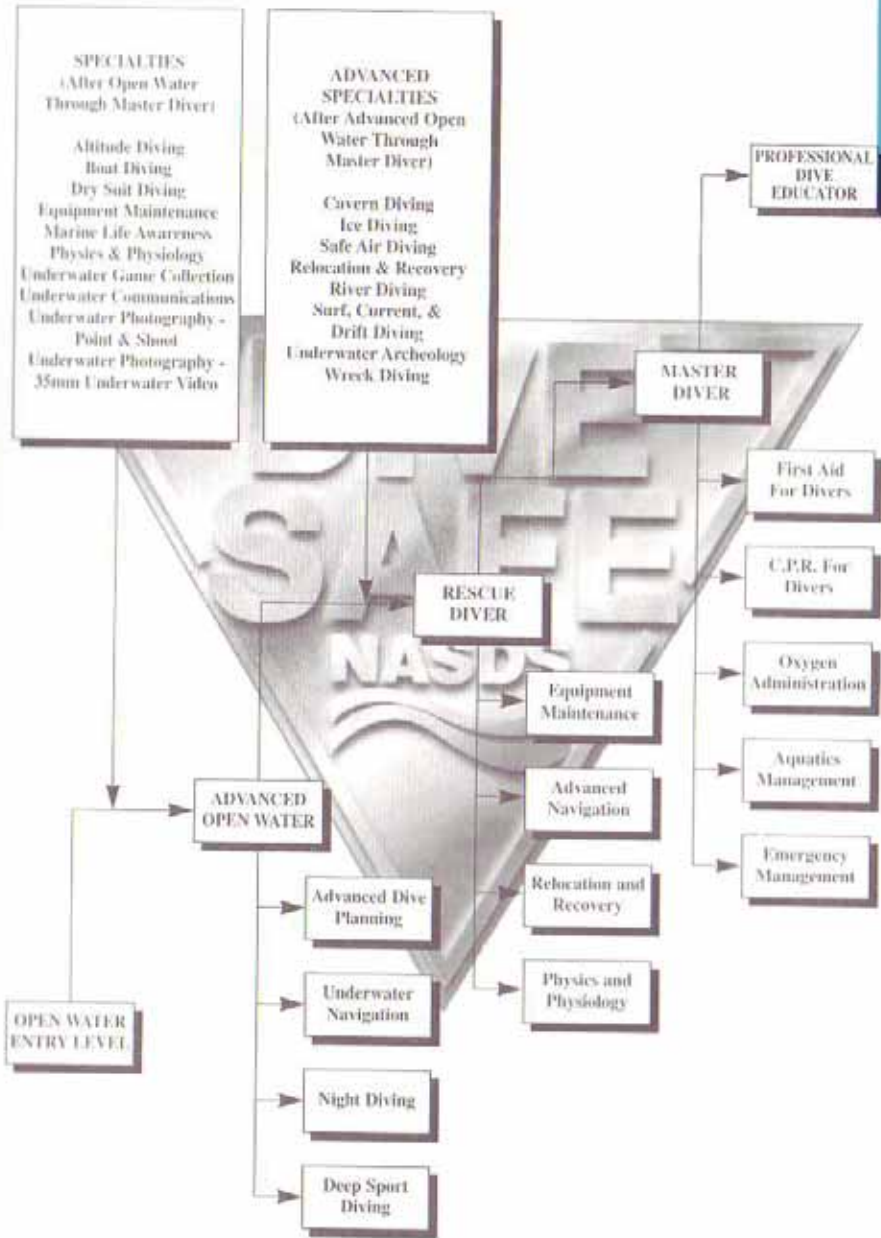 SPECIALTIES
(After Open Water
Through Master Diver)
Altitude Diving
Boat Diving
Dry Suit Diving
Equipment Maintenance
Marine Life Awareness
Physics & Physiology
Underwater Game Collection
Underwater Communications
Underwater Photography -
Point & Shoot
Underwater Photography -
35mm Underwater Video
ADVANCED
SPECIALTIES
(After Advanced Open
Water Through
Master Diver)
Cavern Diving
Ice Diving
Safe Air Diving
Relocation & Recovery
River Diving
Surf, Current, &
Drift Diving
Underwater Archeology
Wreck Diving
PROFESSIONAL
DIVE
EDUCATOR
MASTER
DIVER
First Aid
For Divers
C.P.R. For
Divers
Oxygen
Administration
Aquatics
Management
Emergency
Management
DIVE
SAFE
NASDS
RESCUE
DIVER
Equipment
Maintenance
Advanced
Navigation
Relocation and
Recovery
Physics and
Physiology
ADVANCED
OPEN WATER
Advanced Dive
Planning
Underwater
Navigation
Night Diving
Deep Sport
Diving
OPEN WATER
ENTRY LEVEL